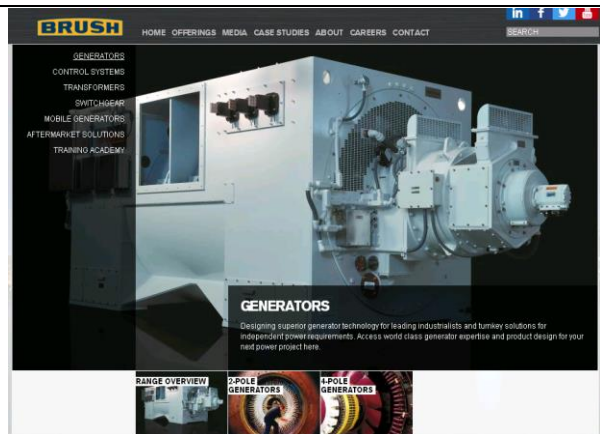 BRUSH
HOME OFFERINGS MEDIA CASE STUDIES ABOUT CAREERS CONTACT
SEARCH
GENERATORS
CONTROL SYSTEMS
TRANSFORMERS
SWITCHGEAR
MOBILE GENERATORS
AFTERMARKET SOLUTIONS
TRAINING ACADEMY
GENERATORS
Designing superior generator technology for leading industrialists and turnkey solutions for
independent power requirements. Access world class generator expertise and product design for your
next power project here.
RANGE OVERVIEW
2-POLE
GENERATORS
4-POLE
GENERATORS